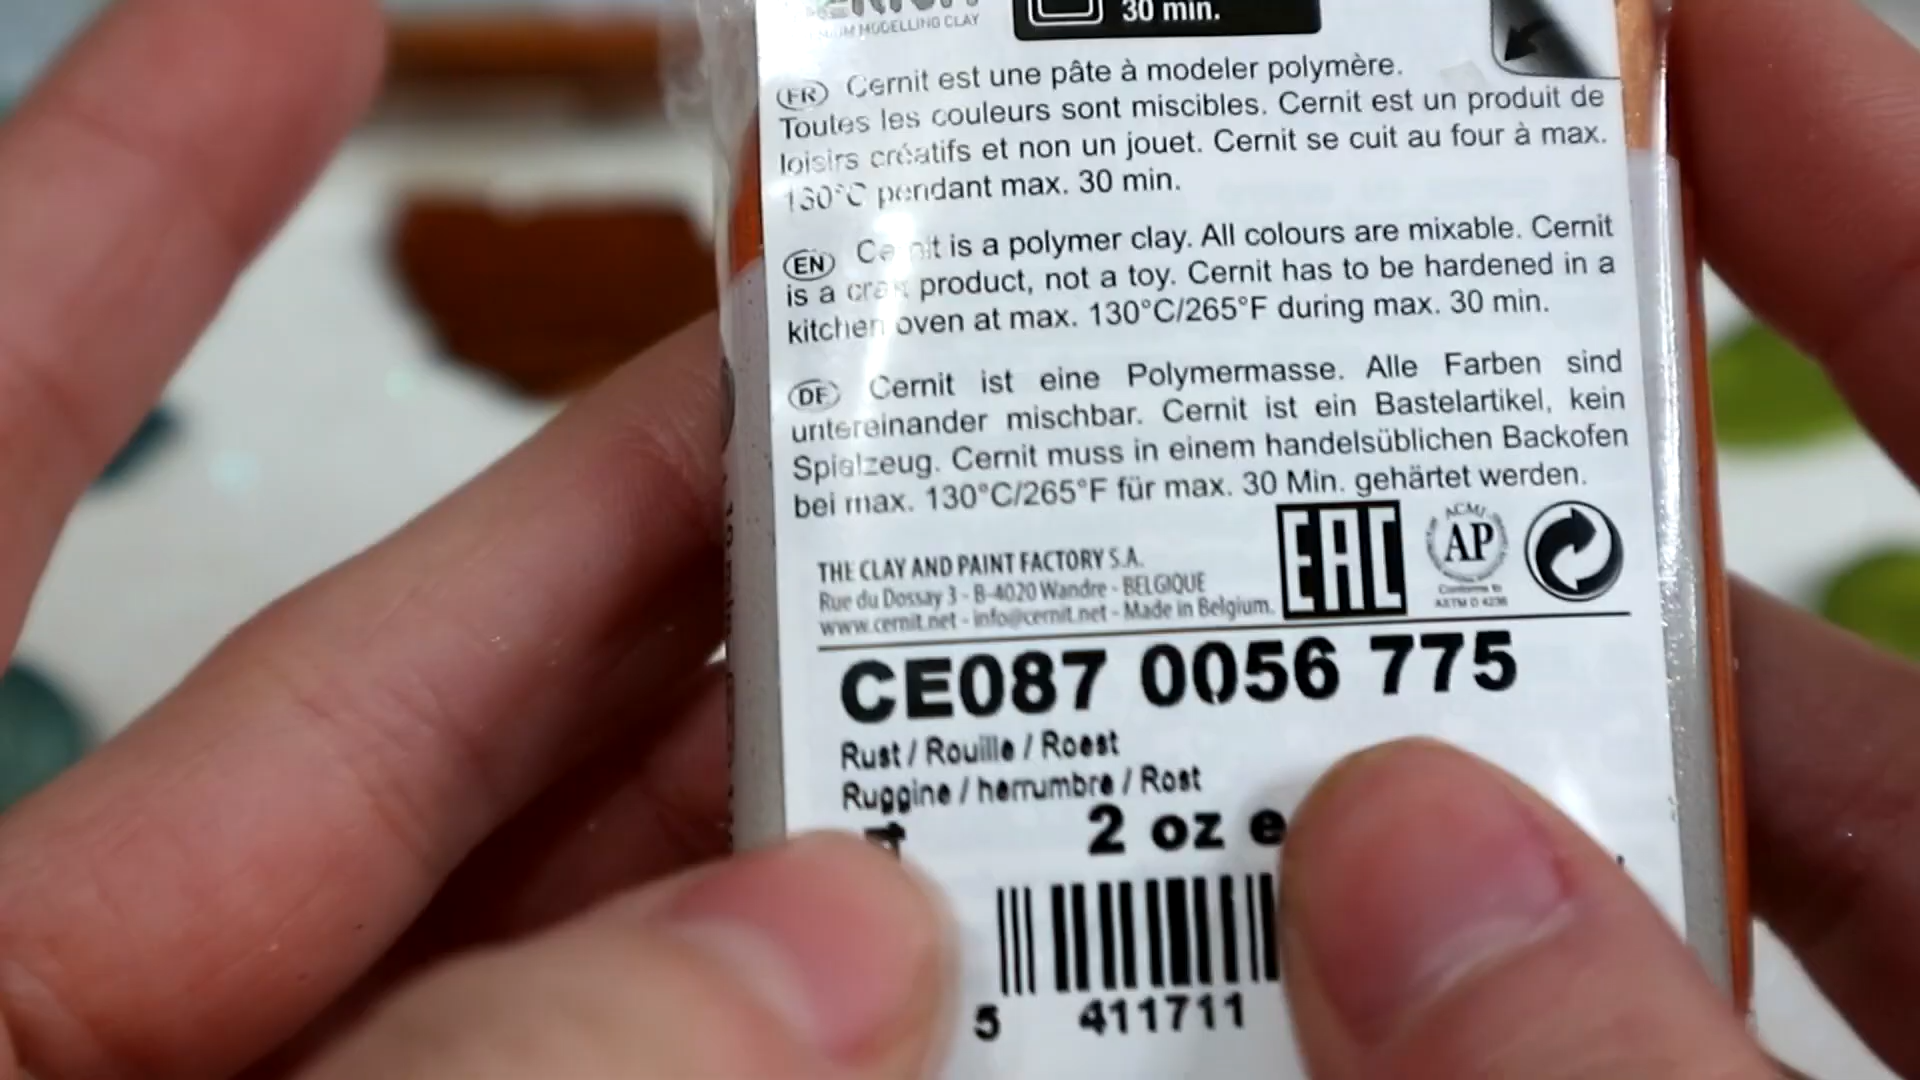 MODELLING CLAY
30 min.
FR Cernit est une pâte à modeler polymère.
Toutes les couleurs sont miscibles. Cernit est un produit de
loisirs créatifs et non un jouet. Cernit se cuit au four à max.
130°C pendant max. 30 min.
EN Cernit is a polymer clay. All colours are mixable. Cernit
is a craft product, not a toy. Cernit has to be hardened in a
kitchen oven at max. 130°C/265°F during max. 30 min.
DE Cernit ist eine Polymermasse. Alle Farben sind
untereinander mischbar. Cernit ist ein Bastelartikel, kein
Spielzeug. Cernit muss in einem handelsüblichen Backofen
bei max. 130°C/265°F für max. 30 Min. gehärtet werden.
THE CLAY AND PAINT FACTORY S.A.
Rue du Dossay 3 - B-4020 Wandre - BELGIQUE
www.cernit.net - info@cernit.net - Made in Belgium.
EAC
ACMI
AP
Conforms to
ASTM D 4236
CE087 0056 775
Rust / Rouille / Roest
Ruggine / herrumbre / Rost
2 oz e
5 411711